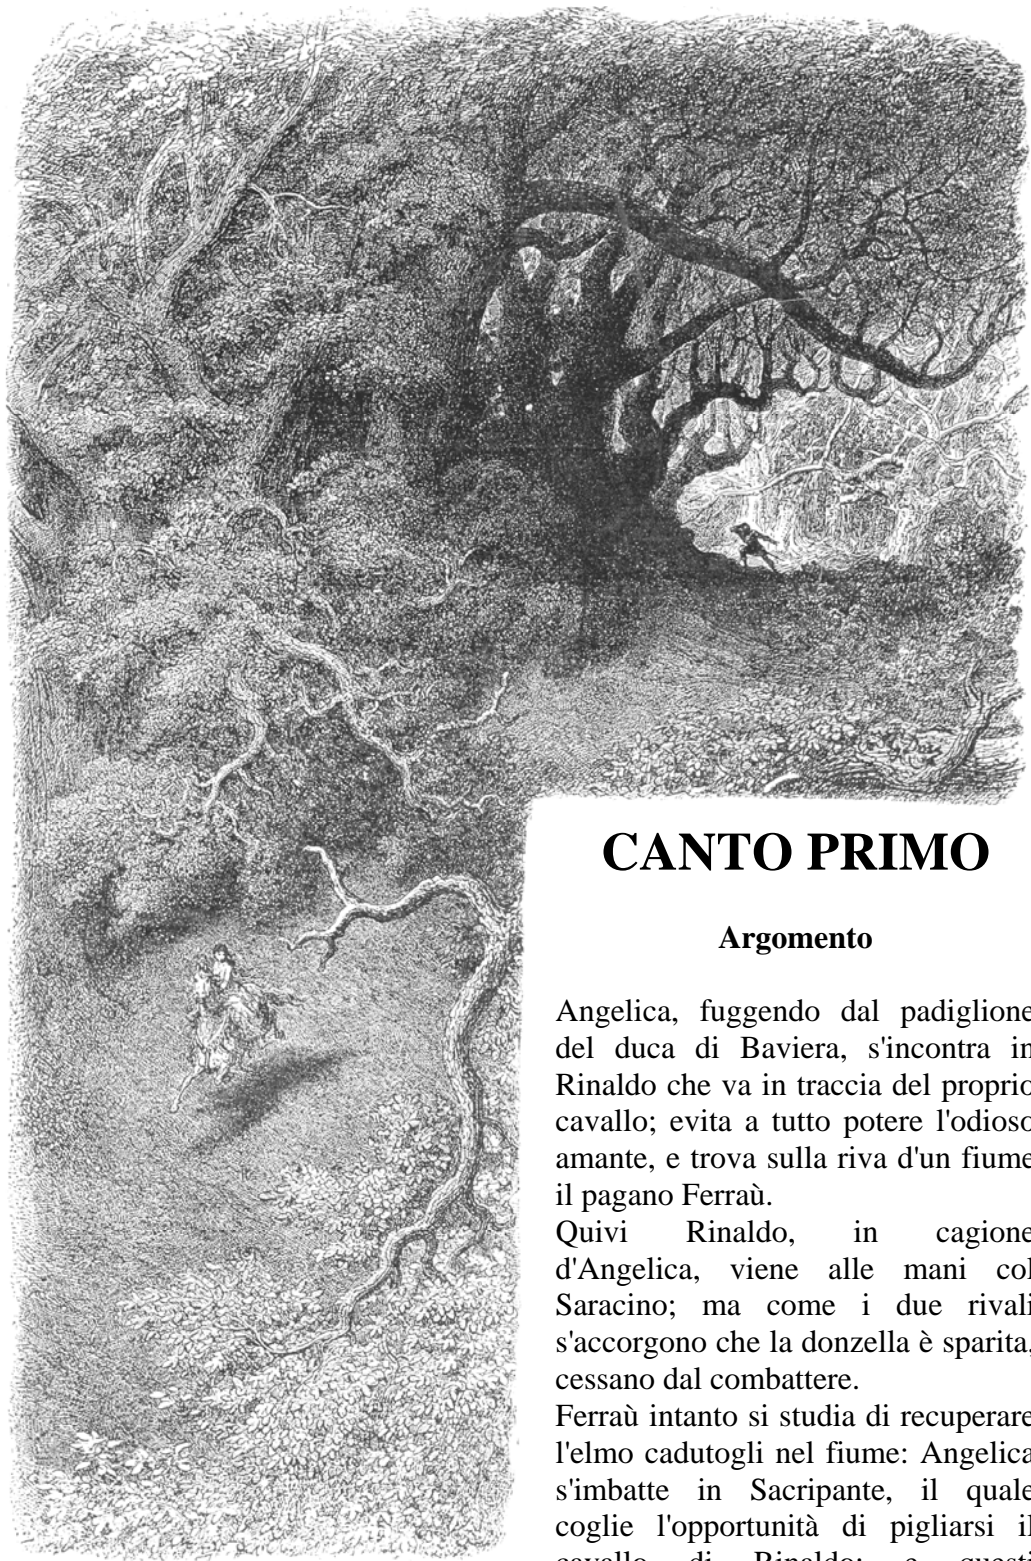 CANTO PRIMO
Argomento
Angelica, fuggendo dal padiglione
del duca di Baviera, s'incontra in
Rinaldo che va in traccia del proprio
cavallo; evita a tutto potere l'odioso
amante, e trova sulla riva d'un fiume
il pagano Ferraù.
Quivi Rinaldo, in cagione
d'Angelica, viene alle mani col
Saracino; ma come i due rivali
s'accorgono che la donzella è sparita,
cessano dal combattere.
Ferraù intanto si studia di recuperare
l'elmo cadutogli nel fiume: Angelica
s'imbatte in Sacripante, il quale
coglie l'opportunità di pigliarsi il
cavallo di Rinaldo: e questi